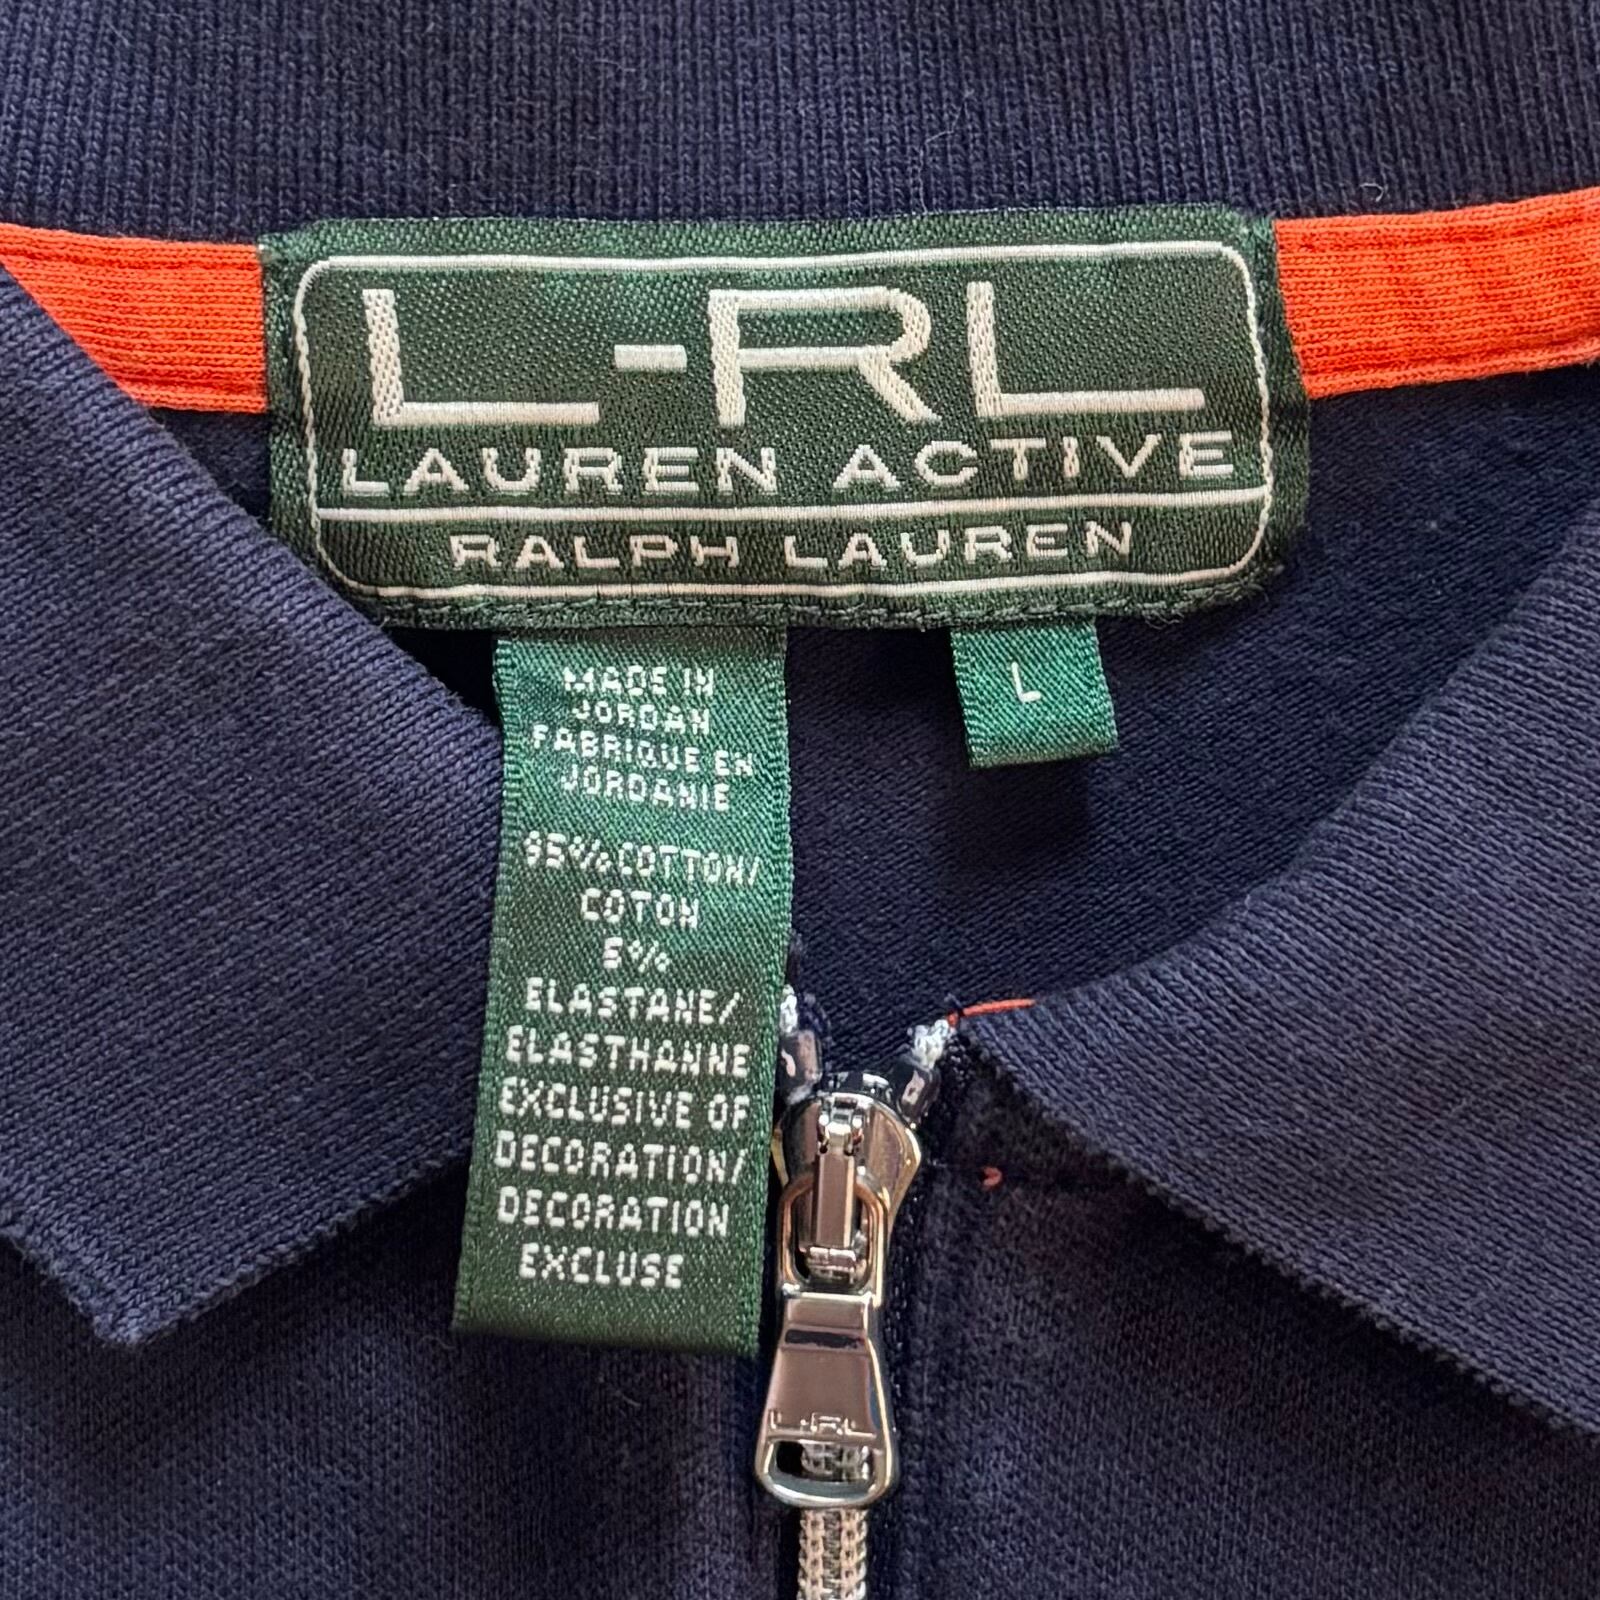 L-RL
LAUREN ACTIVE
RALPH LAUREN
L
MADE IN
JORDAN
FABRIQUE EN
JORDANIE
95% COTTON/
COTON
5%
ELASTANE/
ELASTHANNE
EXCLUSIVE OF
DECORATION/
DECORATION
EXCLUSE
L-RL